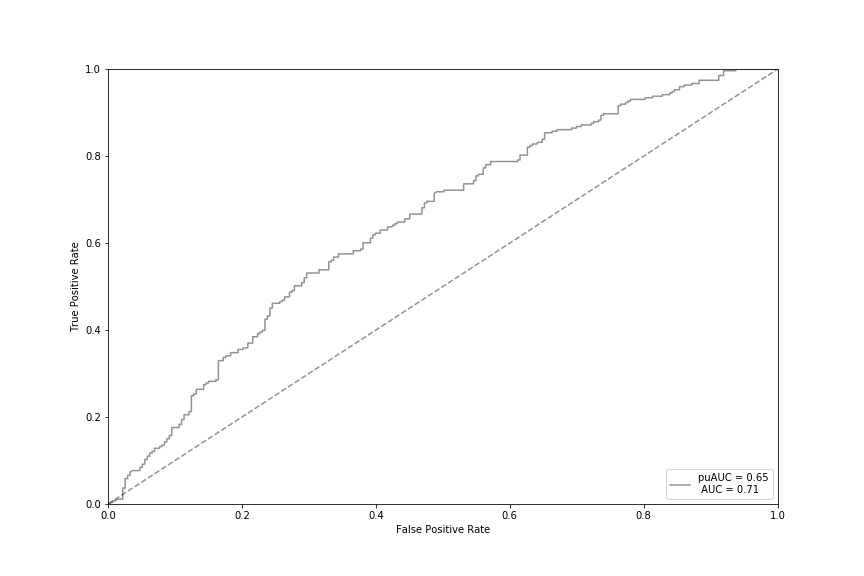 1.0
0.8
0.6
0.4
0.2
0.0
True Positive Rate
0.0 0.2 0.4 0.6 0.8 1.0
False Positive Rate
puAUC = 0.65
AUC = 0.71